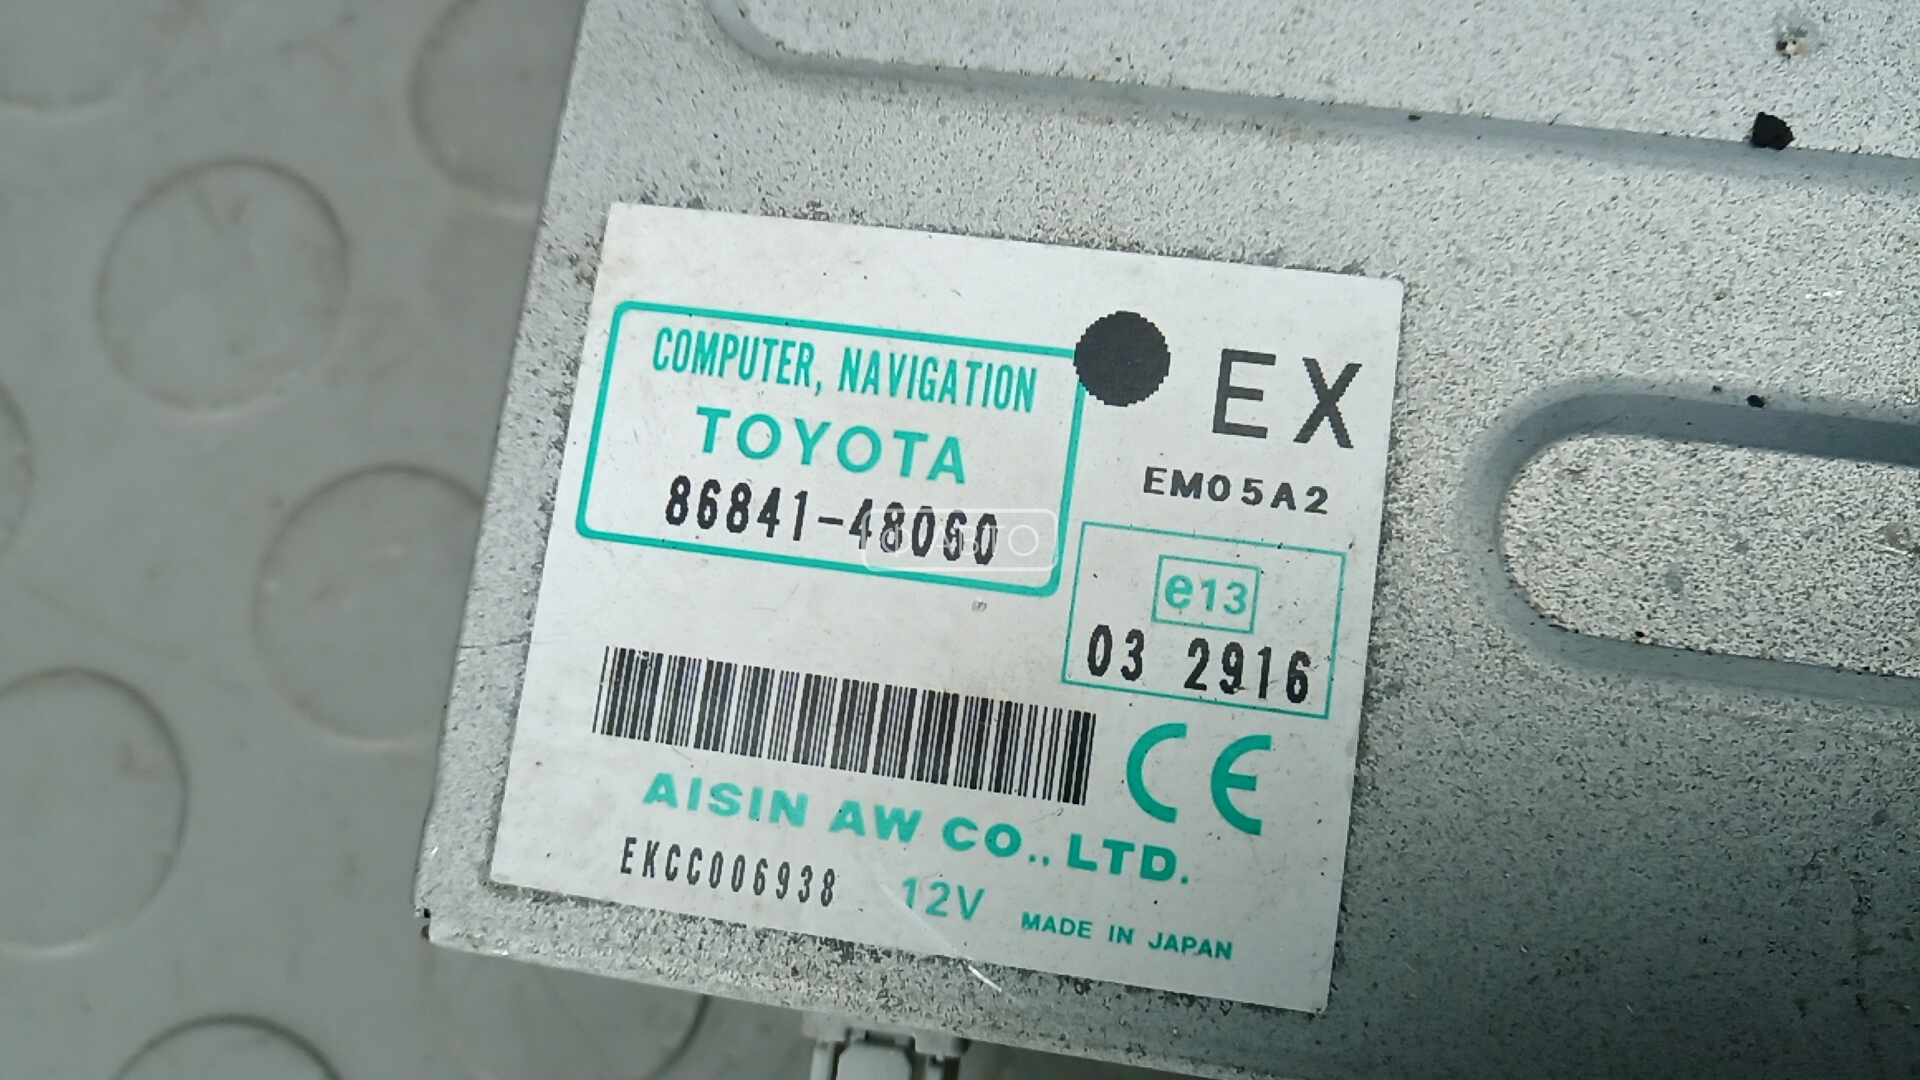 COMPUTER, NAVIGATION
TOYOTA
86841-48060
EX
EM05A2
e13
03 2916
CE
AISIN AW CO., LTD.
EKCC006938 12V MADE IN JAPAN